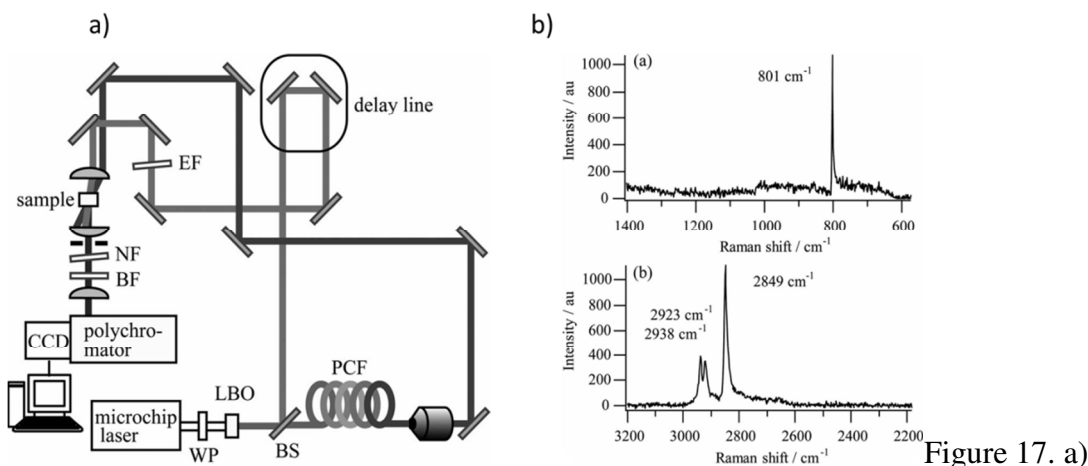 a)
delay line
EF
sample
NF
BF
CCD
polychro-
mator
microchip
laser
WP
LBO
BS
PCF
b)
(a)
801 cm⁻¹
Intensity / au
1000
800
600
400
200
0
1400 1200 1000 800 600
Raman shift / cm⁻¹
(b)
2849 cm⁻¹
2923 cm⁻¹
2938 cm⁻¹
Intensity / au
1000
800
600
400
200
0
3200 3000 2800 2600 2400 2200
Raman shift / cm⁻¹
Figure 17. a)